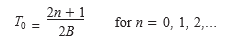 T₀ = (2n + 1)/(2B) for n = 0, 1, 2,...